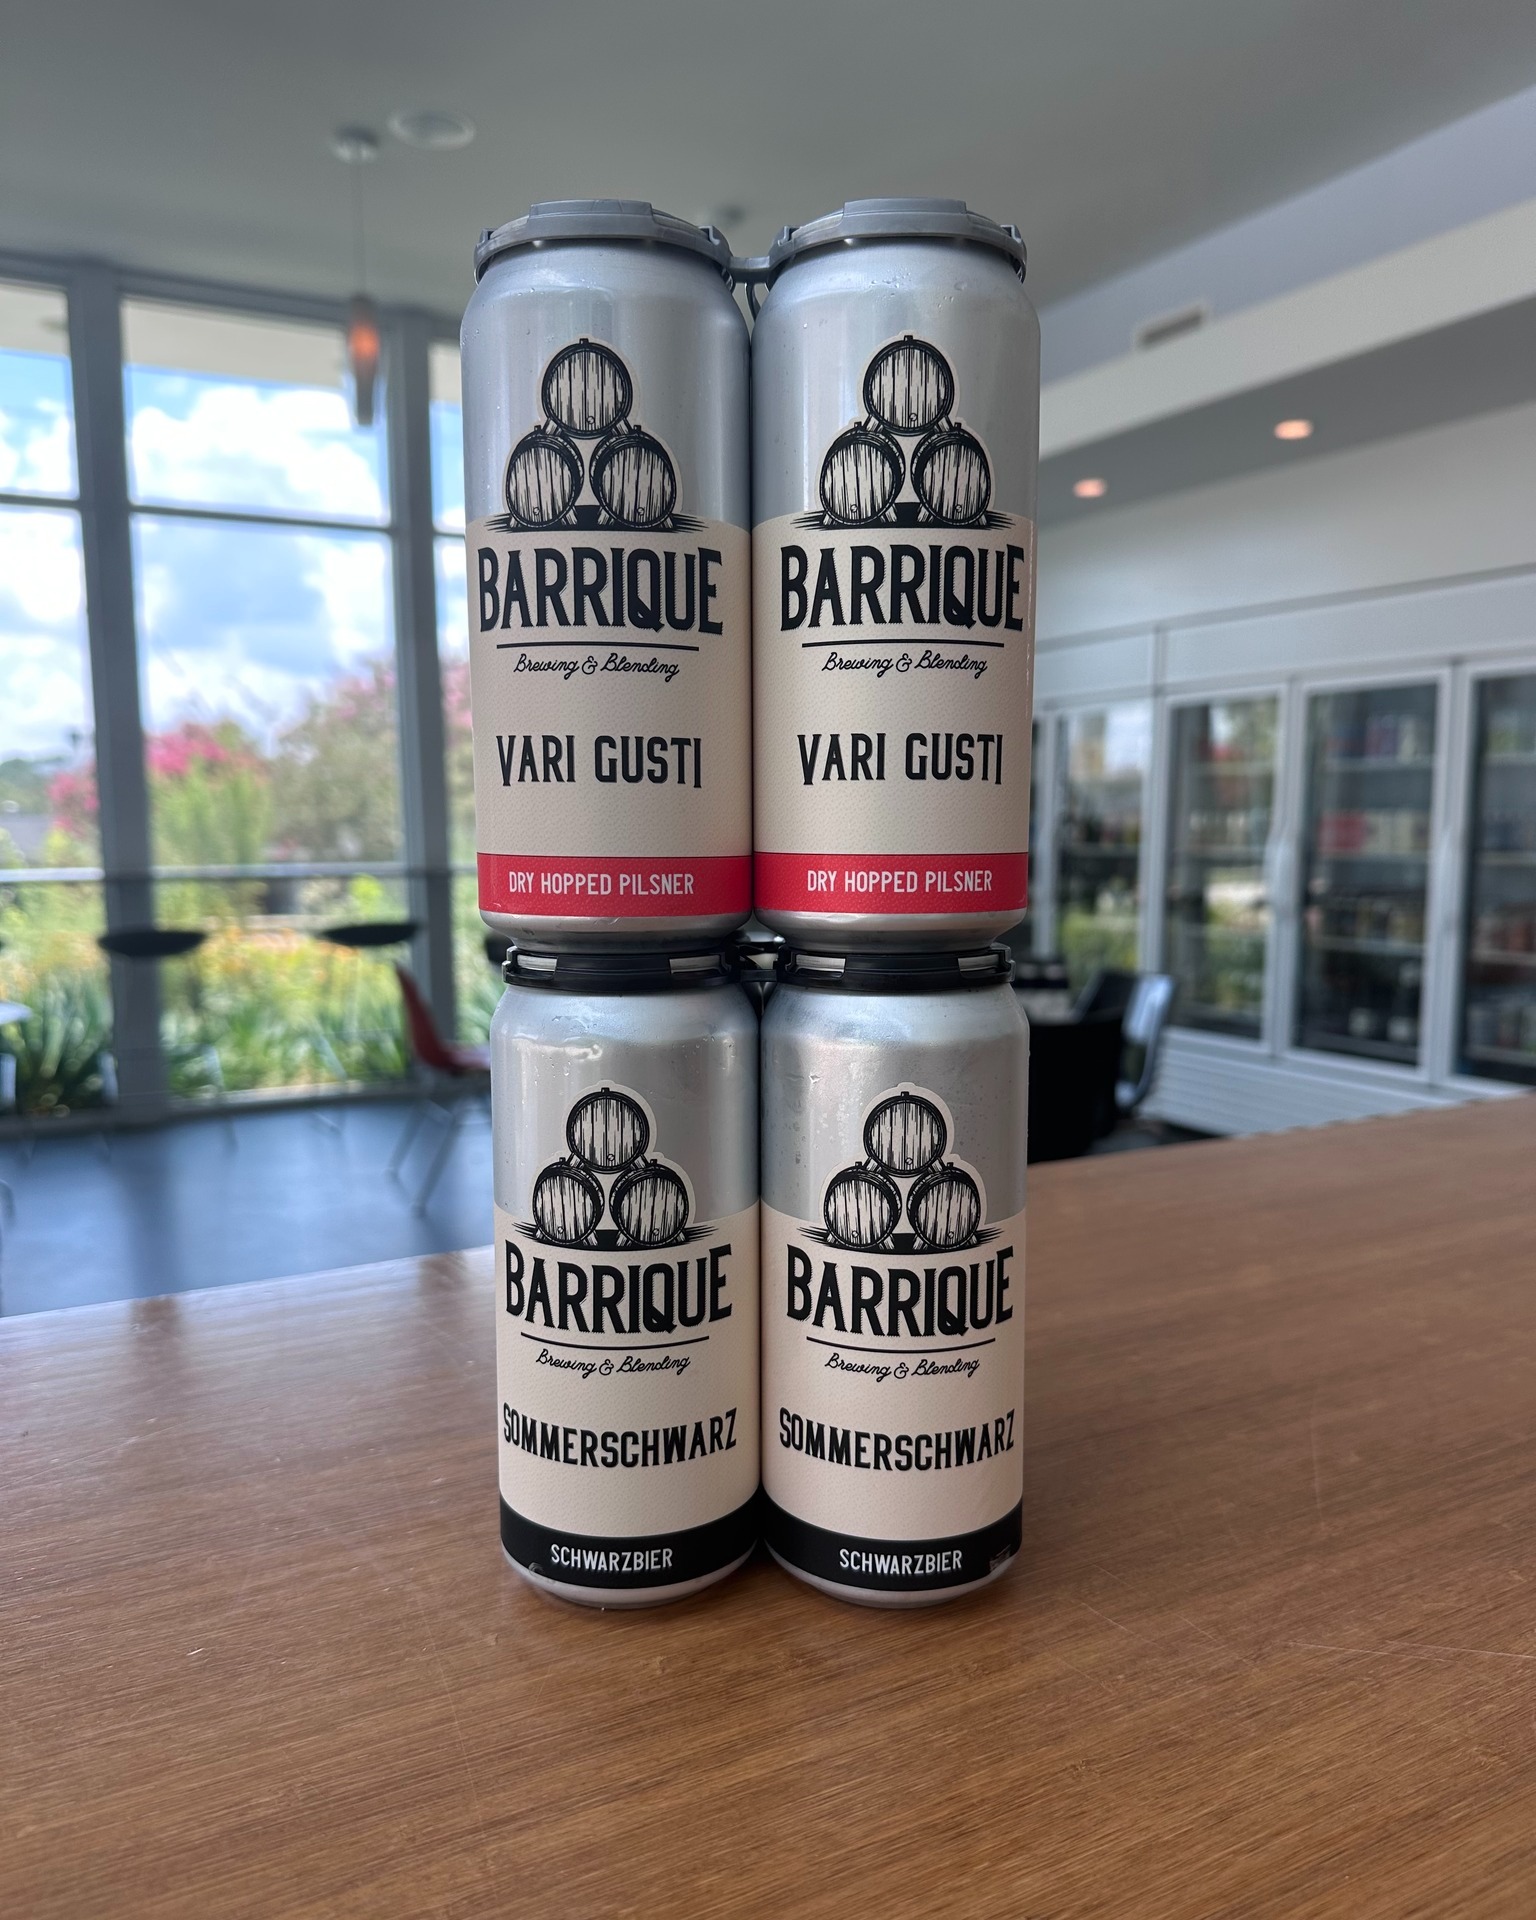 BARRIQUE
Brewing & Blending
VARI GUSTI
DRY HOPPED PILSNER
BARRIQUE
Brewing & Blending
VARI GUSTI
DRY HOPPED PILSNER
BARRIQUE
Brewing & Blending
SOMMERSCHWARZ
SCHWARZBIER
BARRIQUE
Brewing & Blending
SOMMERSCHWARZ
SCHWARZBIER